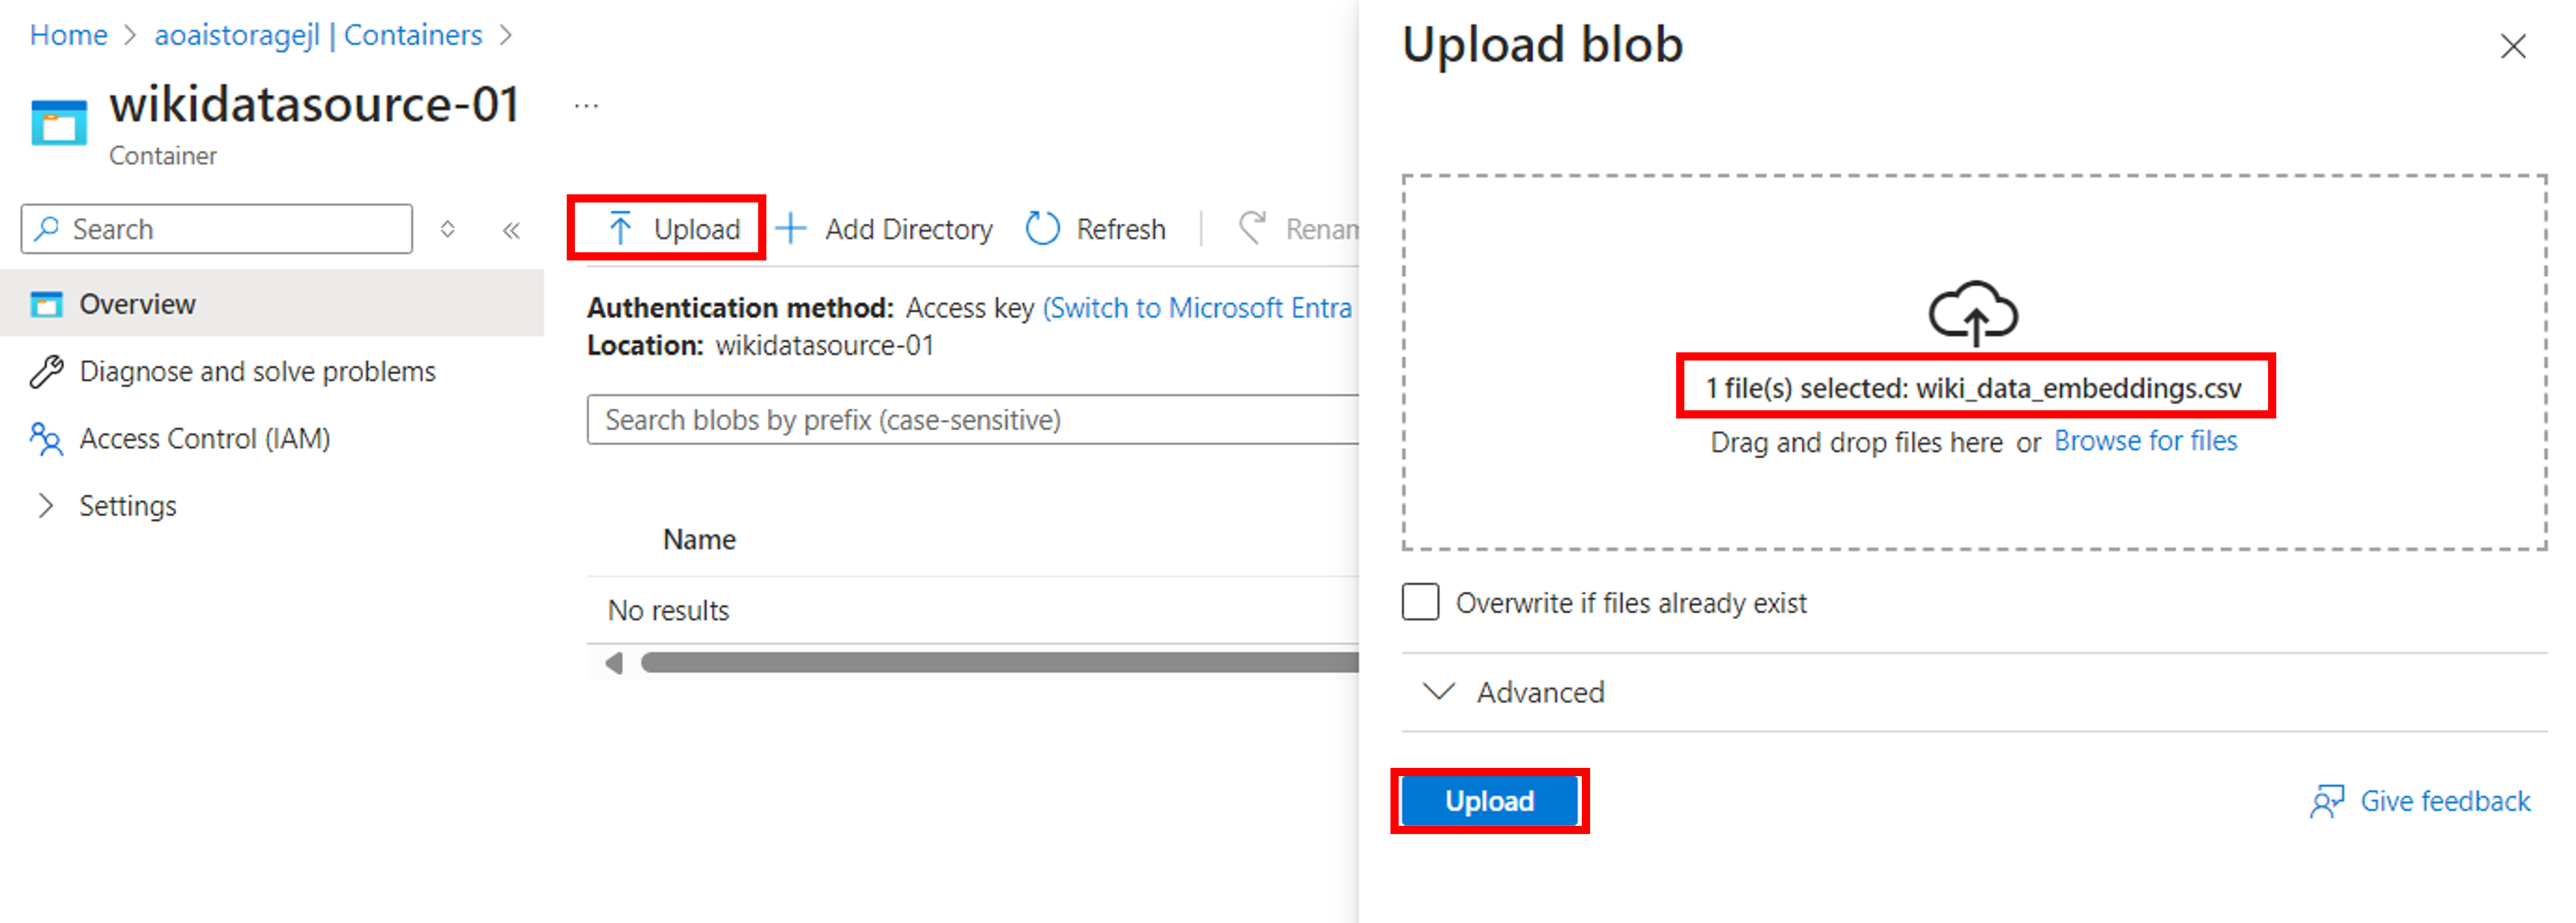 Home > aoaistoragejl | Containers >
wikidatasource-01 ...
Container
Search
Overview
Diagnose and solve problems
Access Control (IAM)
Settings
Upload Add Directory Refresh Renam
Authentication method: Access key (Switch to Microsoft Entra
Location: wikidatasource-01
Search blobs by prefix (case-sensitive)
Name
No results
Upload blob
1 file(s) selected: wiki_data_embeddings.csv
Drag and drop files here or Browse for files
Overwrite if files already exist
Advanced
Upload
Give feedback